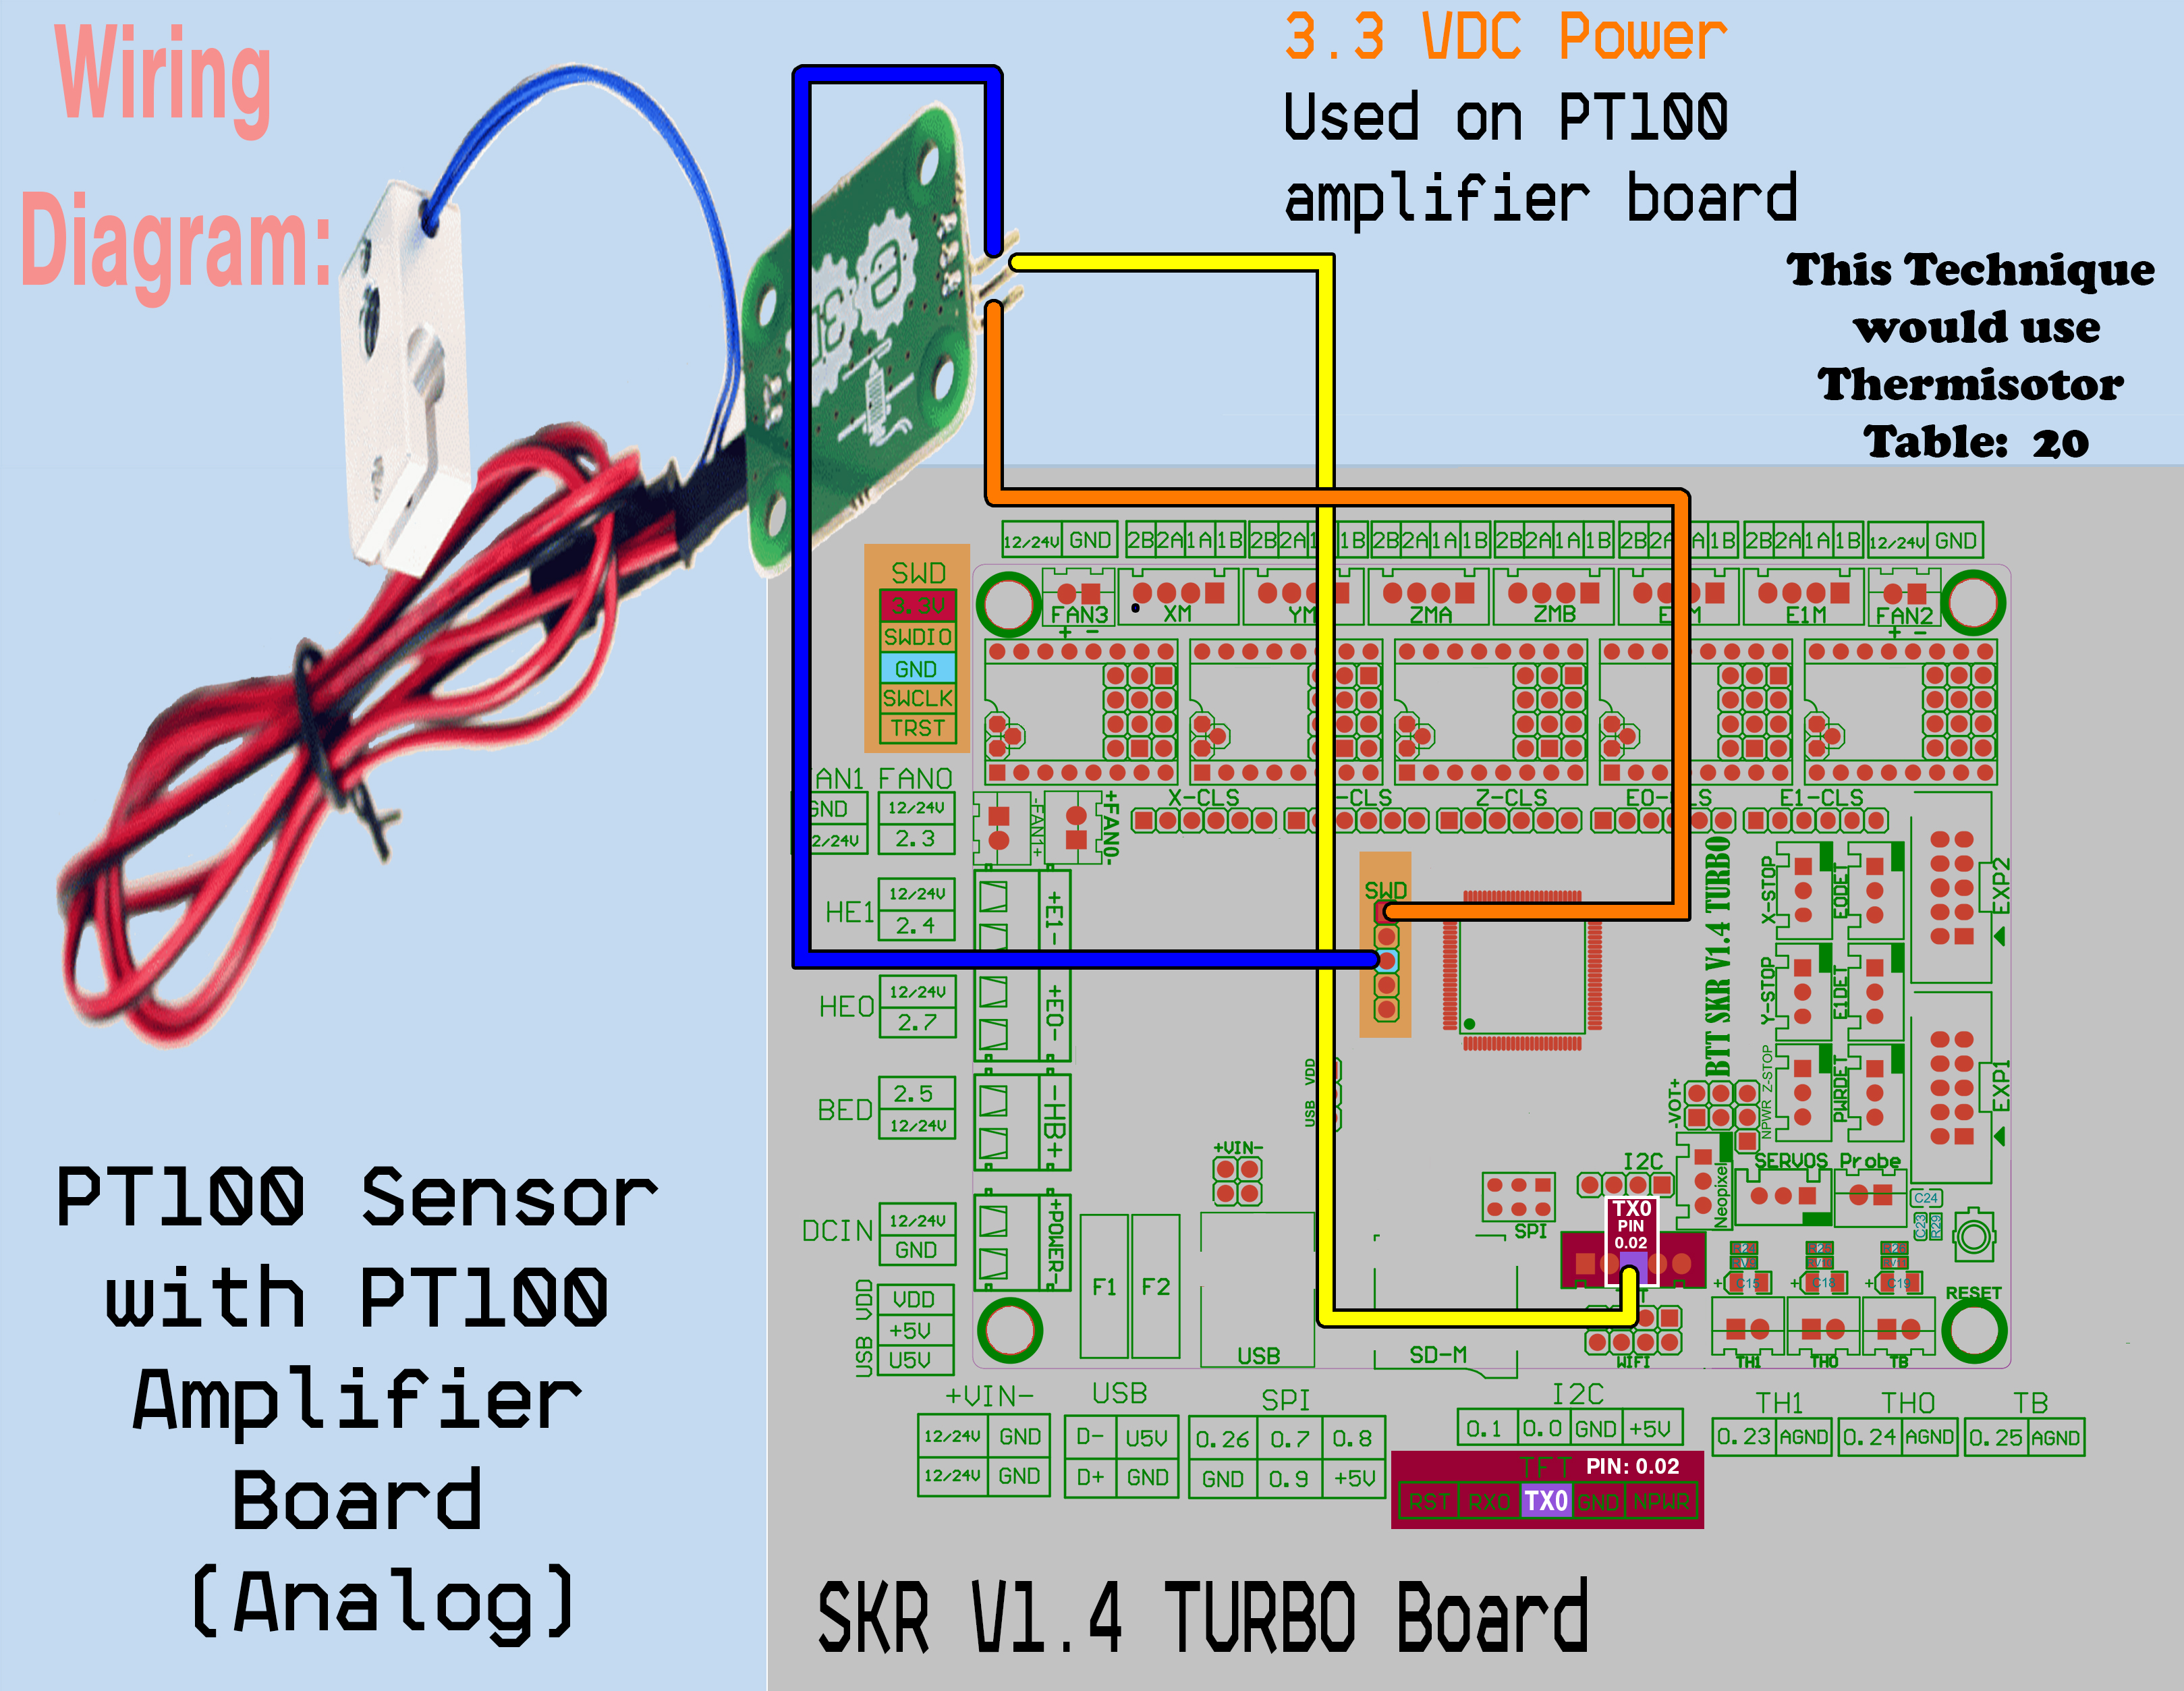 Wiring
Diagram:
3.3 VDC Power
Used on PT100
amplifier board
This Technique
would use
Thermisotor
Table: 20
12/24V GND 2B 2A 1A 1B 2B 2A 1B 2B 2A 1A 1B 2B 2A 1A 1B 2B 1B 2B 2A 1A 1B 12/24V GND
FAN3 XM ZMA ZMB E1M FAN2
+ - + -
SWD
3.3V
SWDIO
GND
SWCLK
TRST
X-CLS -CLS Z-CLS E0-CLS E1-CLS
AN1 FAN0
GND 12/24V
2/24V 2.3
-FAN1+
+FAN0-
HE1
12/24V
2.4
+E1-
HE0
12/24V
2.7
+E0-
BED
2.5
12/24V
-HB+
DCIN
12/24V
GND
+POWER-
USB VDD
VDD
+5V
U5V
SWD
BTT SKR V1.4 TURBO
X-STOP E0DET
Y-STOP E1DET
Z-STOP PWRDET
EXP2
EXP1
USB VDD
-VOT+
NPWR
+VIN-
I2C
SERVOS Probe
Neopixel
SPI
TX0
PIN
0.02
C24
C23
R29
C15 C18 C19
RESET
F1 F2
USB
SD-M
WIFI
TH1 TH0 TB
+VIN-
12/24V GND
12/24V GND
USB
D- U5V
D+ GND
SPI
0.26 0.7 0.8
GND 0.9 +5V
I2C
0.1 0.0 GND +5V
TH1
0.23 AGND
TH0
0.24 AGND
TB
0.25 AGND
TFT PIN: 0.02
RST RX0 TX0 GND NPWR
PT100 Sensor
with PT100
Amplifier
Board
(Analog)
SKR V1.4 TURBO Board